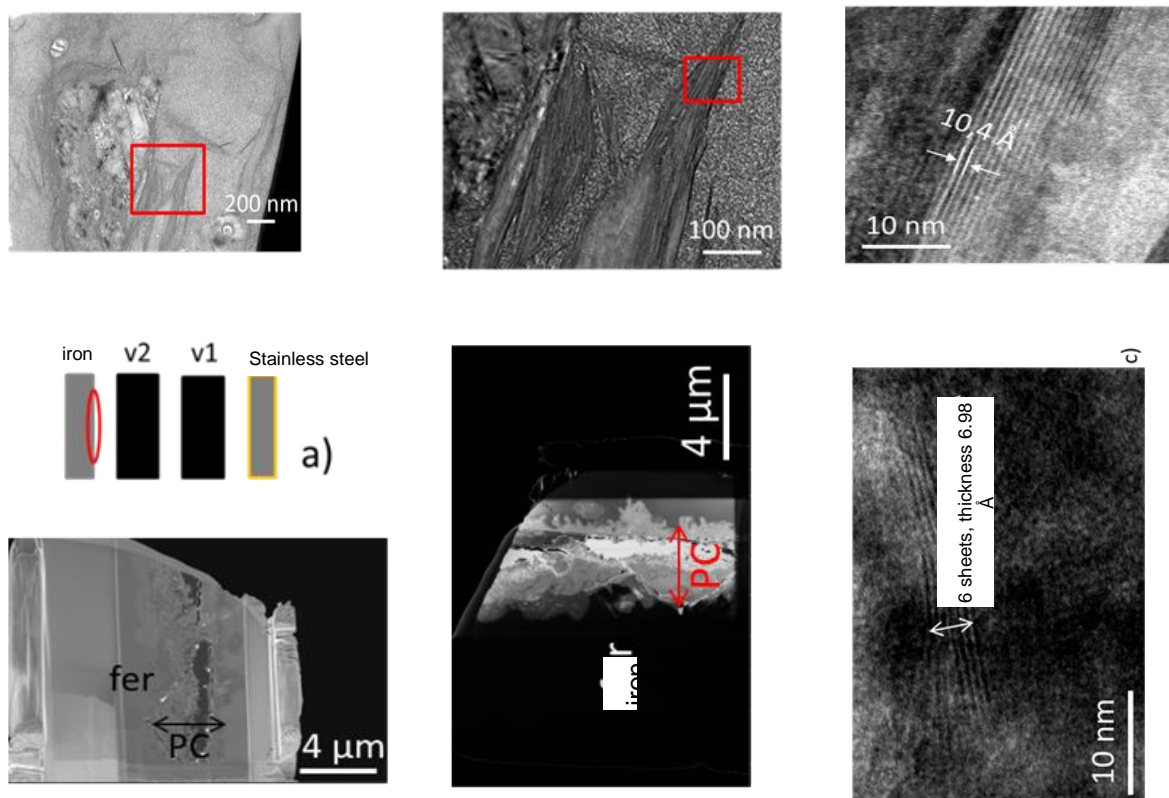 200 nm
100 nm
10,4 Å
10 nm
iron
v2
v1
Stainless steel
a)
4 µm
PC
iron
c)
6 sheets, thickness 6.98
Å
10 nm
fer
PC
4 µm